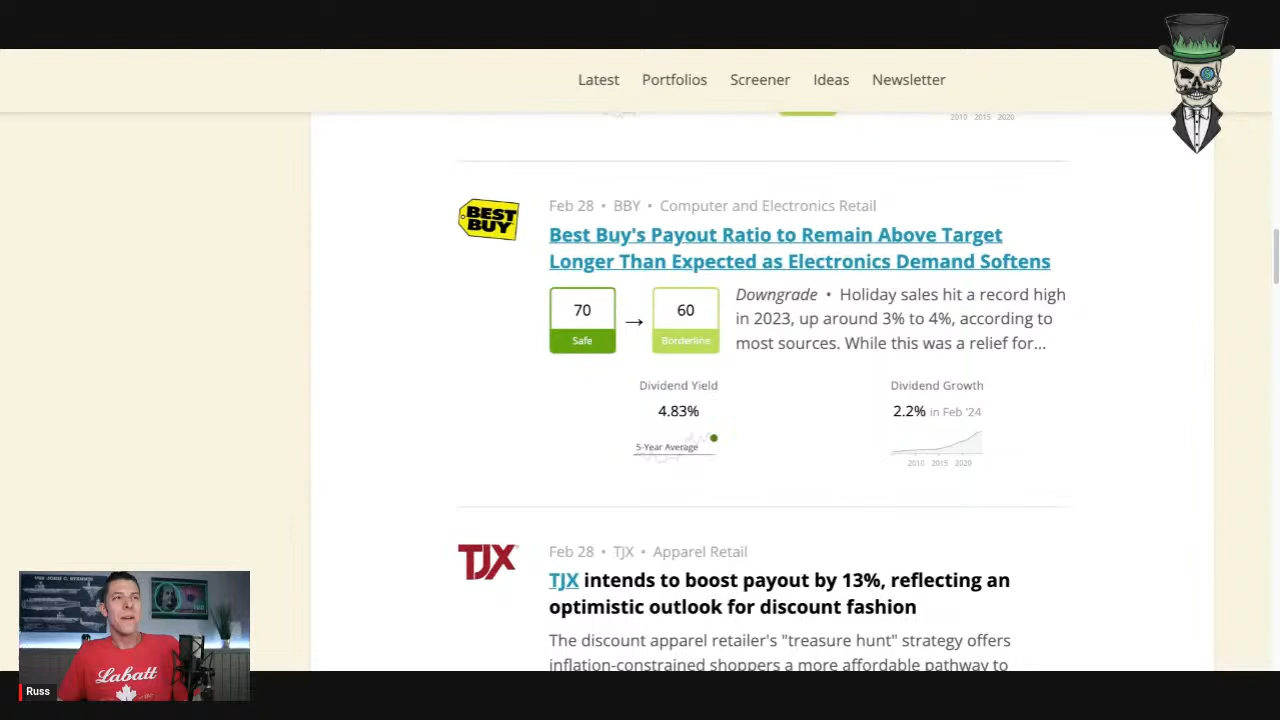 Latest Portfolios Screener Ideas Newsletter
2010 2015 2020
BEST BUY
Feb 28 • BBY • Computer and Electronics Retail
Best Buy's Payout Ratio to Remain Above Target
Longer Than Expected as Electronics Demand Softens
70 → 60
Safe Borderline
Downgrade • Holiday sales hit a record high
in 2023, up around 3% to 4%, according to
most sources. While this was a relief for...
Dividend Yield Dividend Growth
4.83% 2.2% in Feb '24
5-Year Average
2010 2015 2020
TJX
Feb 28 • TJX • Apparel Retail
TJX intends to boost payout by 13%, reflecting an
optimistic outlook for discount fashion
The discount apparel retailer's "treasure hunt" strategy offers
inflation-constrained shoppers a more affordable pathway to
Labatt
Russ